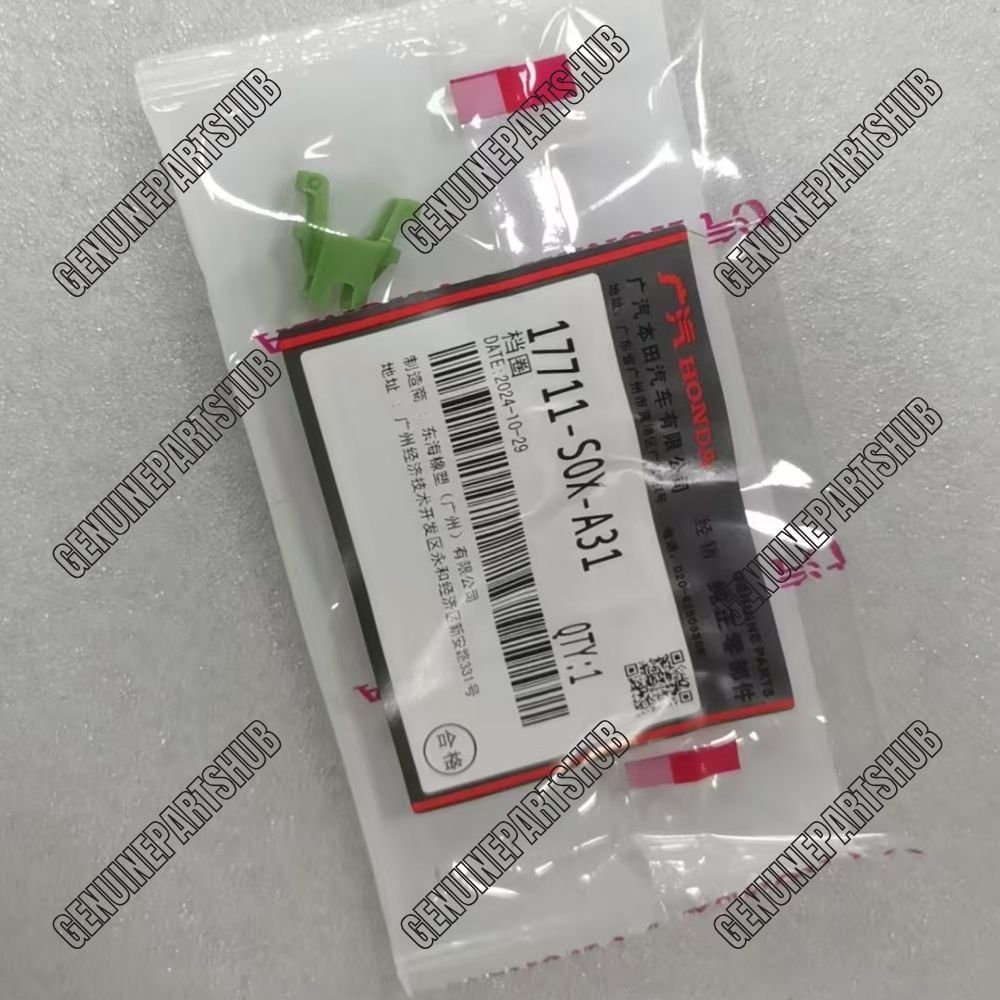 广汽 HONDA
广汽本田汽车有限公司 经销 纯正零部件
GENUINE PARTS
17711-S0X-A31 QTY:1
档圈
DATE:2024-10-29
制造商：东海橡塑（广州）有限公司
地址：广州经济技术开发区永和经济区新安路331号
合格
GENUINEPARTSHUB
GENUINEPARTSHUB
GENUINEPARTSHUB
GENUINEPARTSHUB
GENUINEPARTSHUB
GENUINEPARTSHUB
GENUINEPARTSHUB
GENUINEPARTSHUB
GENUINEPARTSHUB